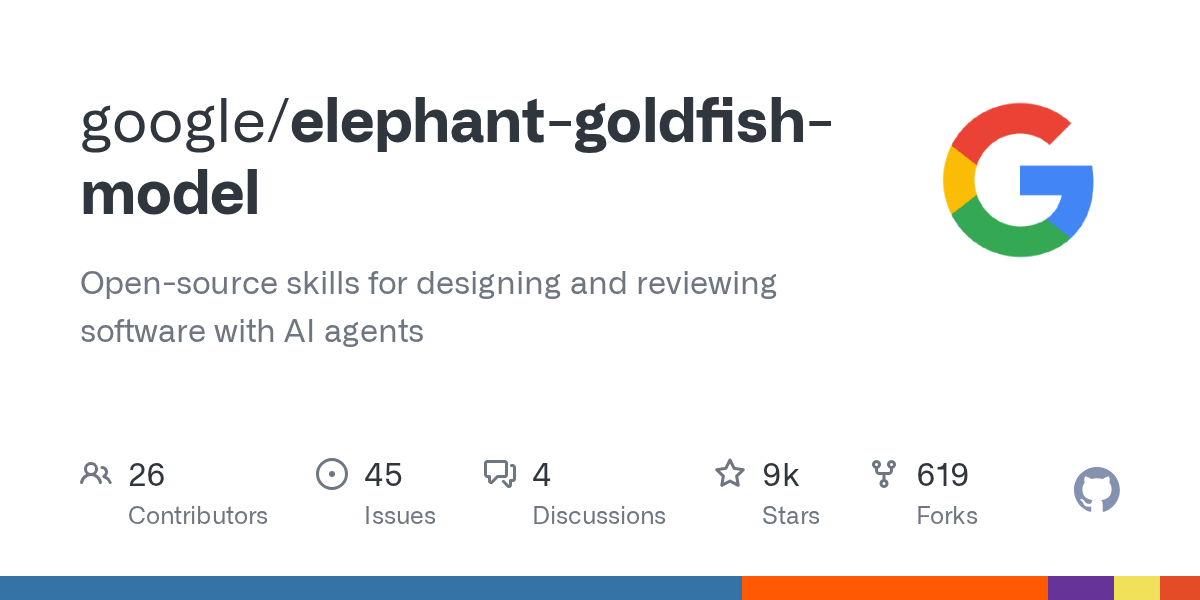 google/elephant-goldfish-
model
Open-source skills for designing and reviewing
software with AI agents
26
Contributors
45
Issues
4
Discussions
9k
Stars
619
Forks